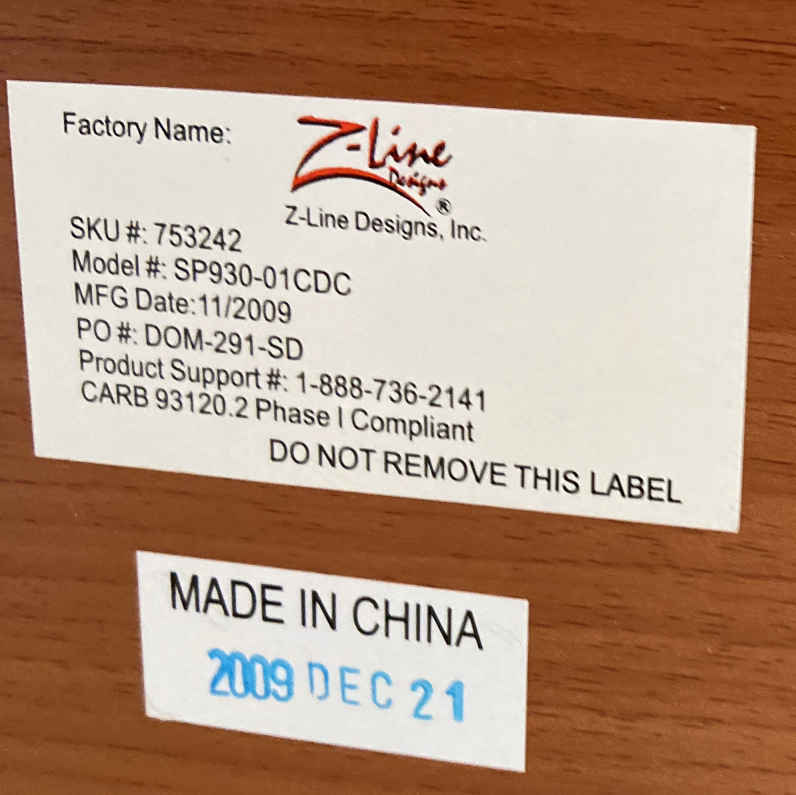 Factory Name:
Z-Line
Designs
®
Z-Line Designs, Inc.
SKU #: 753242
Model #: SP930-01CDC
MFG Date:11/2009
PO #: DOM-291-SD
Product Support #: 1-888-736-2141
CARB 93120.2 Phase I Compliant
DO NOT REMOVE THIS LABEL
MADE IN CHINA
2009 DEC 21